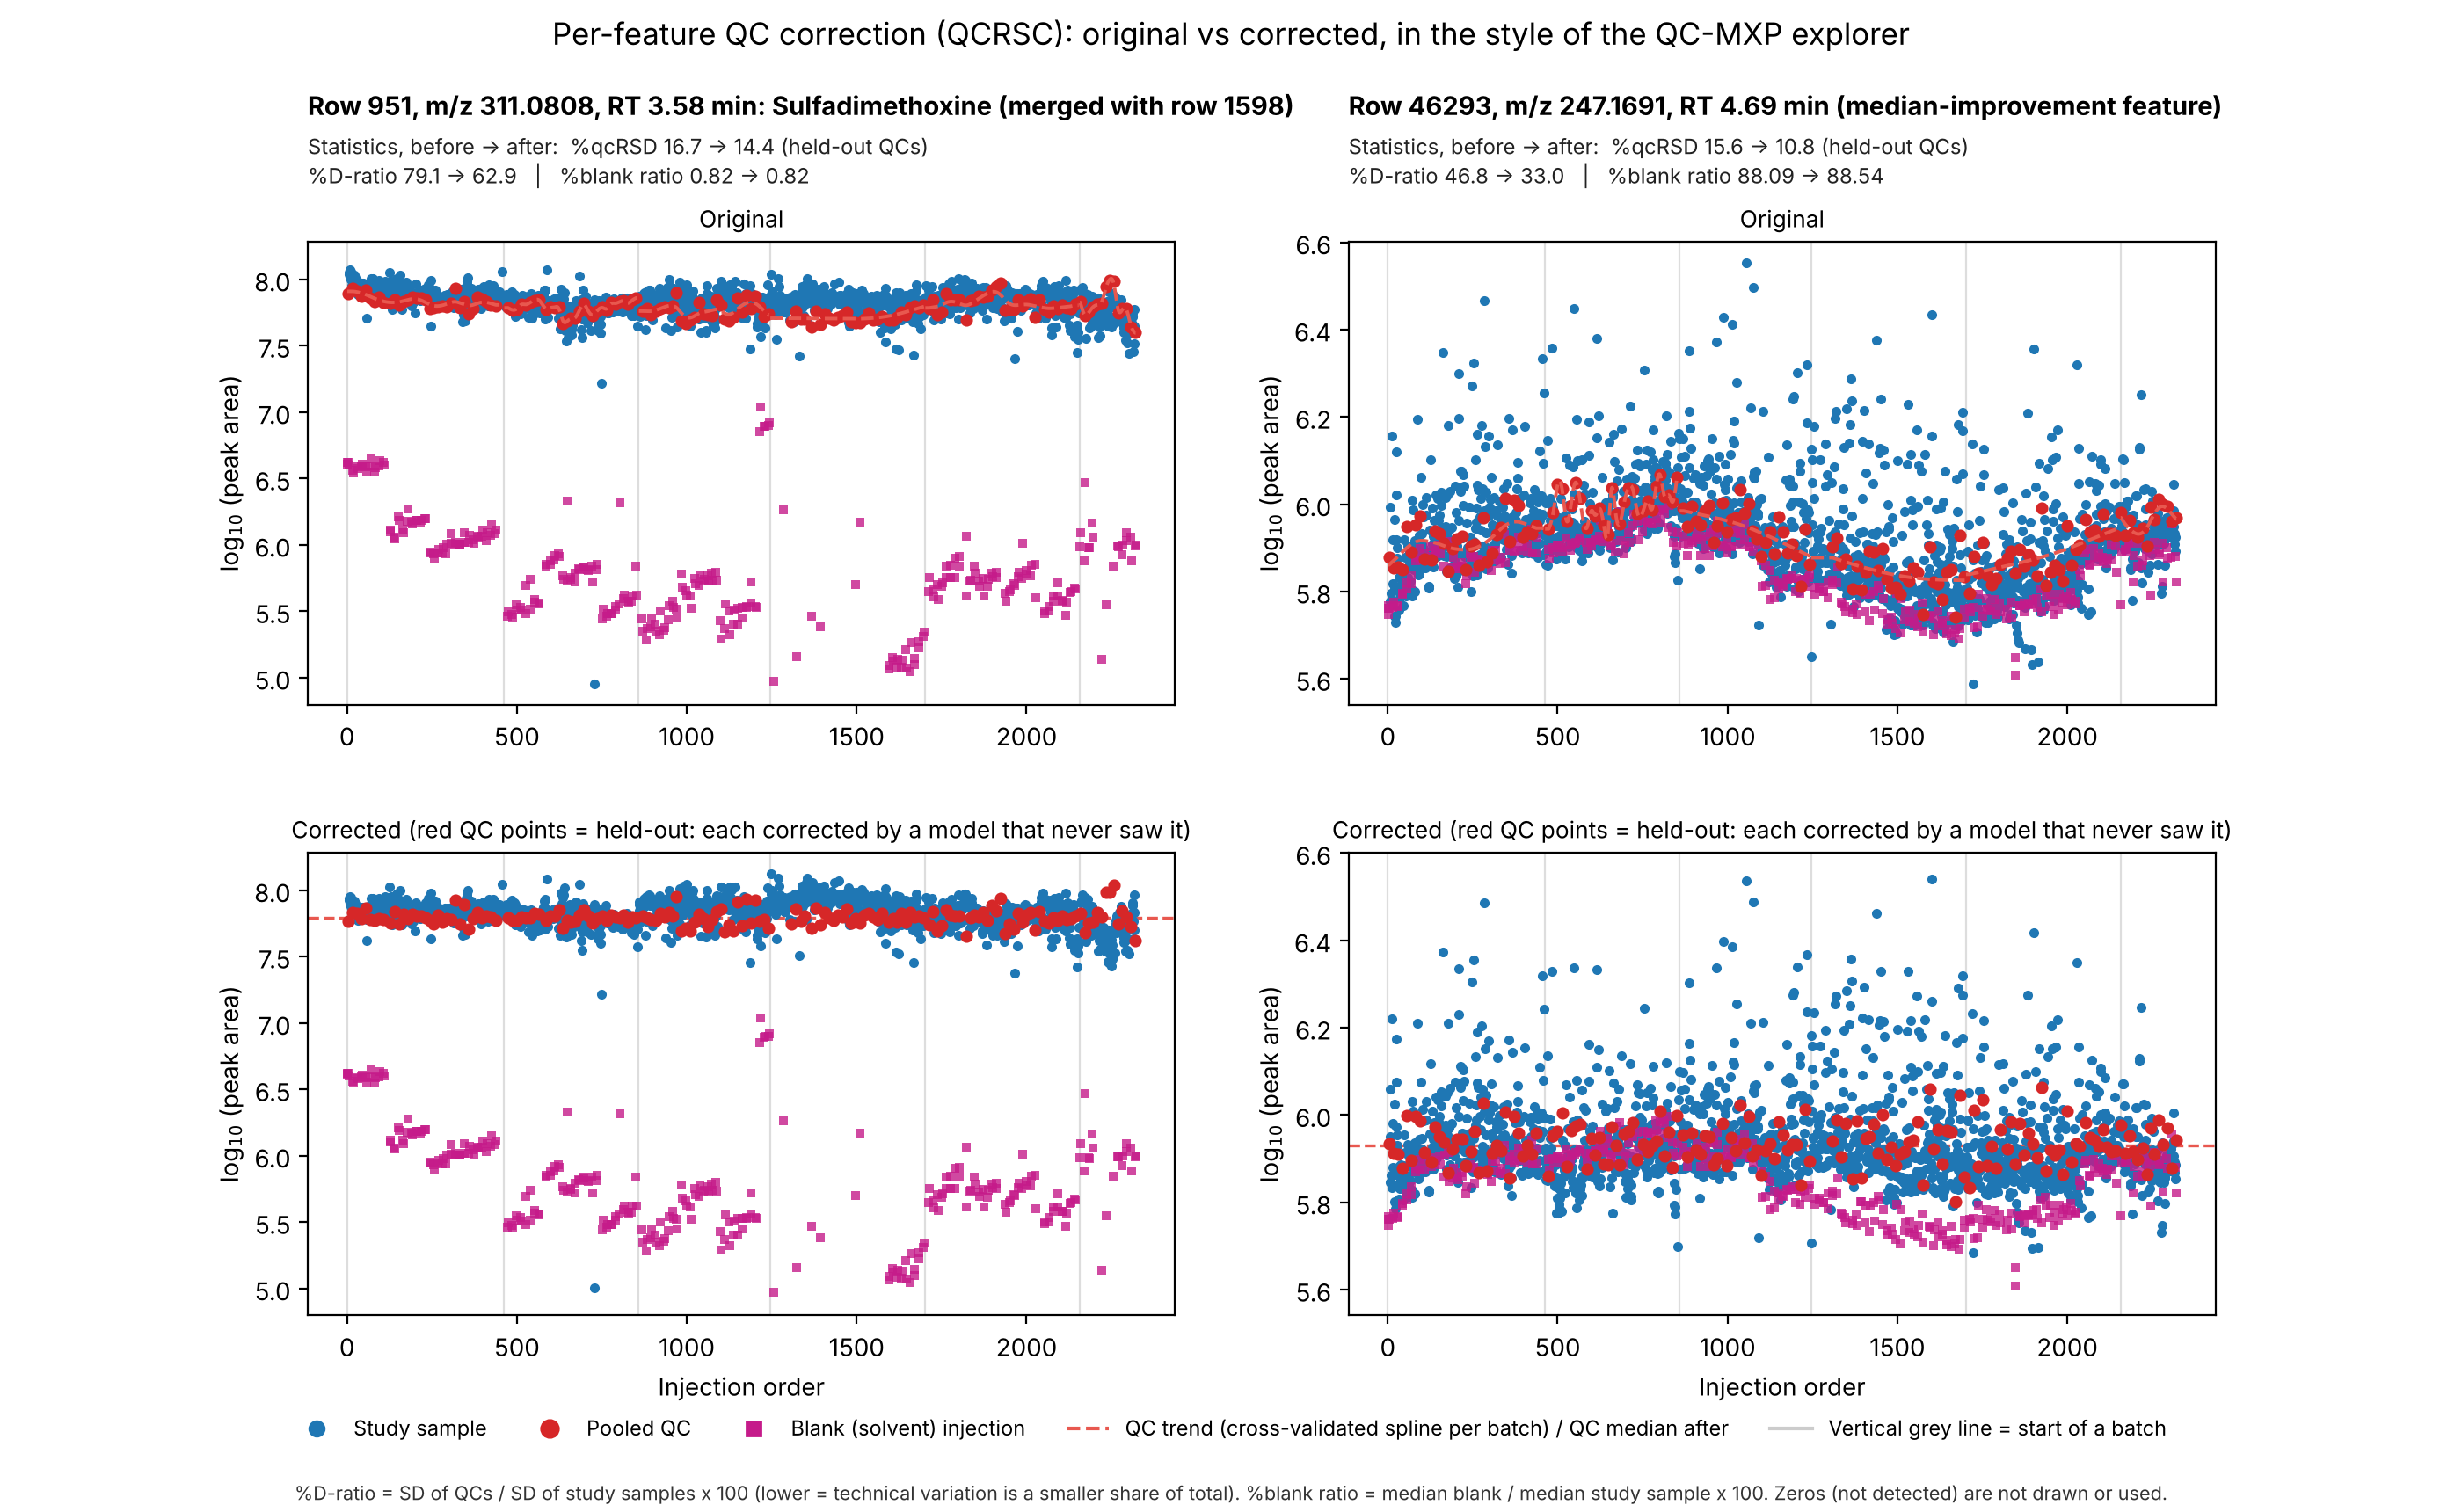 Per-feature QC correction (QCRSC): original vs corrected, in the style of the QC-MXP explorer
Row 951, m/z 311.0808, RT 3.58 min: Sulfadimethoxine (merged with row 1598)
Statistics, before → after: %qcRSD 16.7 → 14.4 (held-out QCs)
%D-ratio 79.1 → 62.9 | %blank ratio 0.82 → 0.82
Original
8.0
7.5
7.0
6.5
6.0
5.5
5.0
log₁₀ (peak area)
0 500 1000 1500 2000
Row 46293, m/z 247.1691, RT 4.69 min (median-improvement feature)
Statistics, before → after: %qcRSD 15.6 → 10.8 (held-out QCs)
%D-ratio 46.8 → 33.0 | %blank ratio 88.09 → 88.54
Original
6.6
6.4
6.2
6.0
5.8
5.6
log₁₀ (peak area)
0 500 1000 1500 2000
Corrected (red QC points = held-out: each corrected by a model that never saw it)
8.0
7.5
7.0
6.5
6.0
5.5
5.0
log₁₀ (peak area)
0 500 1000 1500 2000
Injection order
Corrected (red QC points = held-out: each corrected by a model that never saw it)
6.6
6.4
6.2
6.0
5.8
5.6
log₁₀ (peak area)
0 500 1000 1500 2000
Injection order
Study sample Pooled QC Blank (solvent) injection QC trend (cross-validated spline per batch) / QC median after Vertical grey line = start of a batch
%D-ratio = SD of QCs / SD of study samples x 100 (lower = technical variation is a smaller share of total). %blank ratio = median blank / median study sample x 100. Zeros (not detected) are not drawn or used.